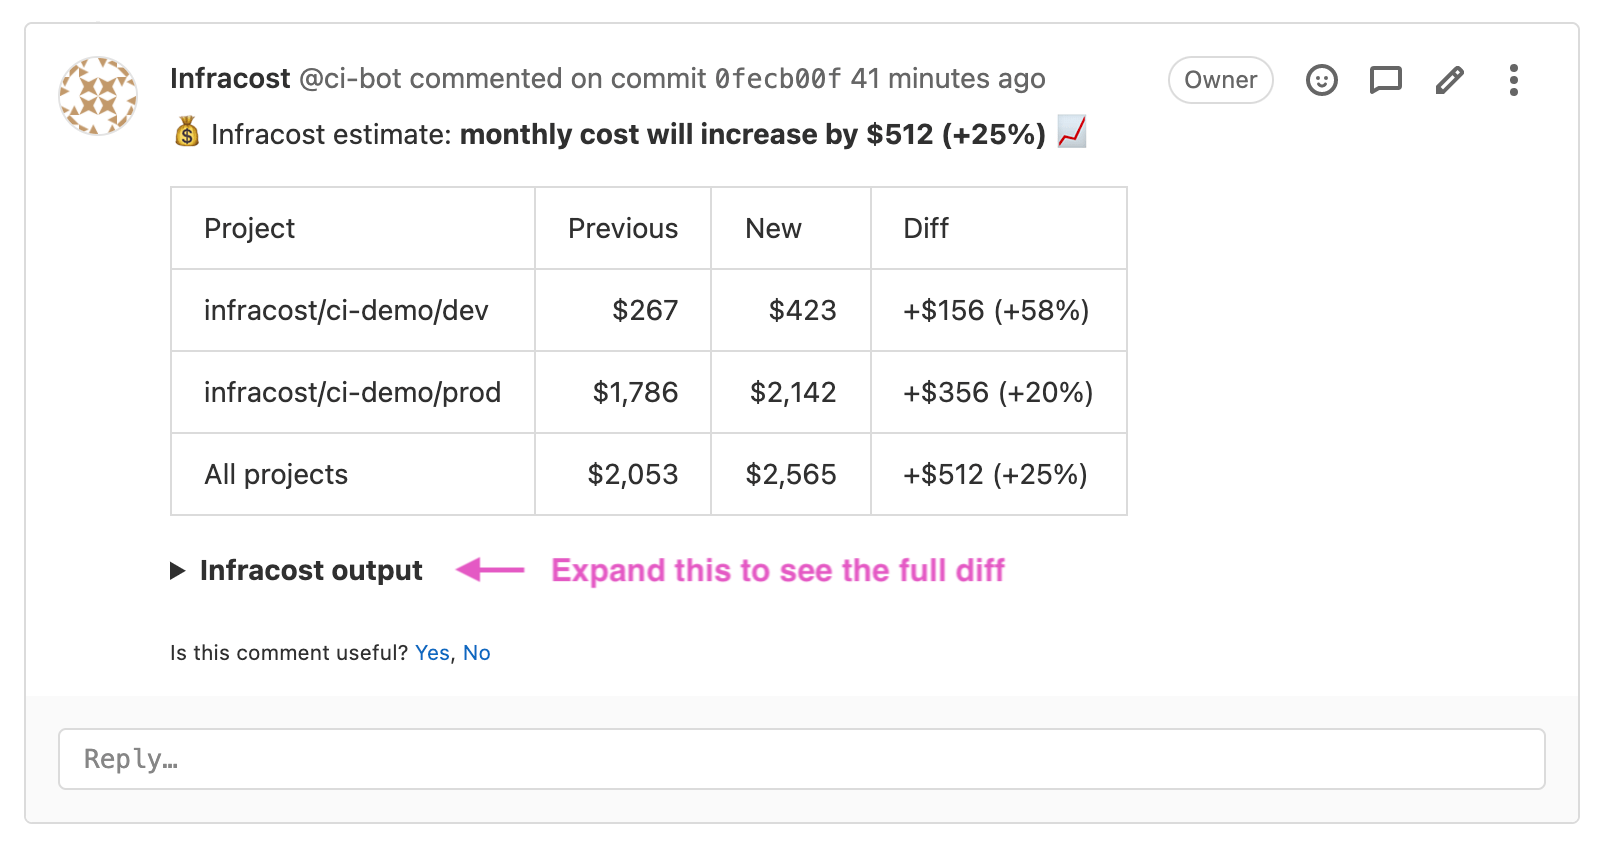 Infracost @ci-bot commented on commit 0fecb00f 41 minutes ago Owner
💰 Infracost estimate: monthly cost will increase by $512 (+25%) 📈
Project Previous New Diff
infracost/ci-demo/dev $267 $423 +$156 (+58%)
infracost/ci-demo/prod $1,786 $2,142 +$356 (+20%)
All projects $2,053 $2,565 +$512 (+25%)
▶ Infracost output Expand this to see the full diff
Is this comment useful? Yes, No
Reply…